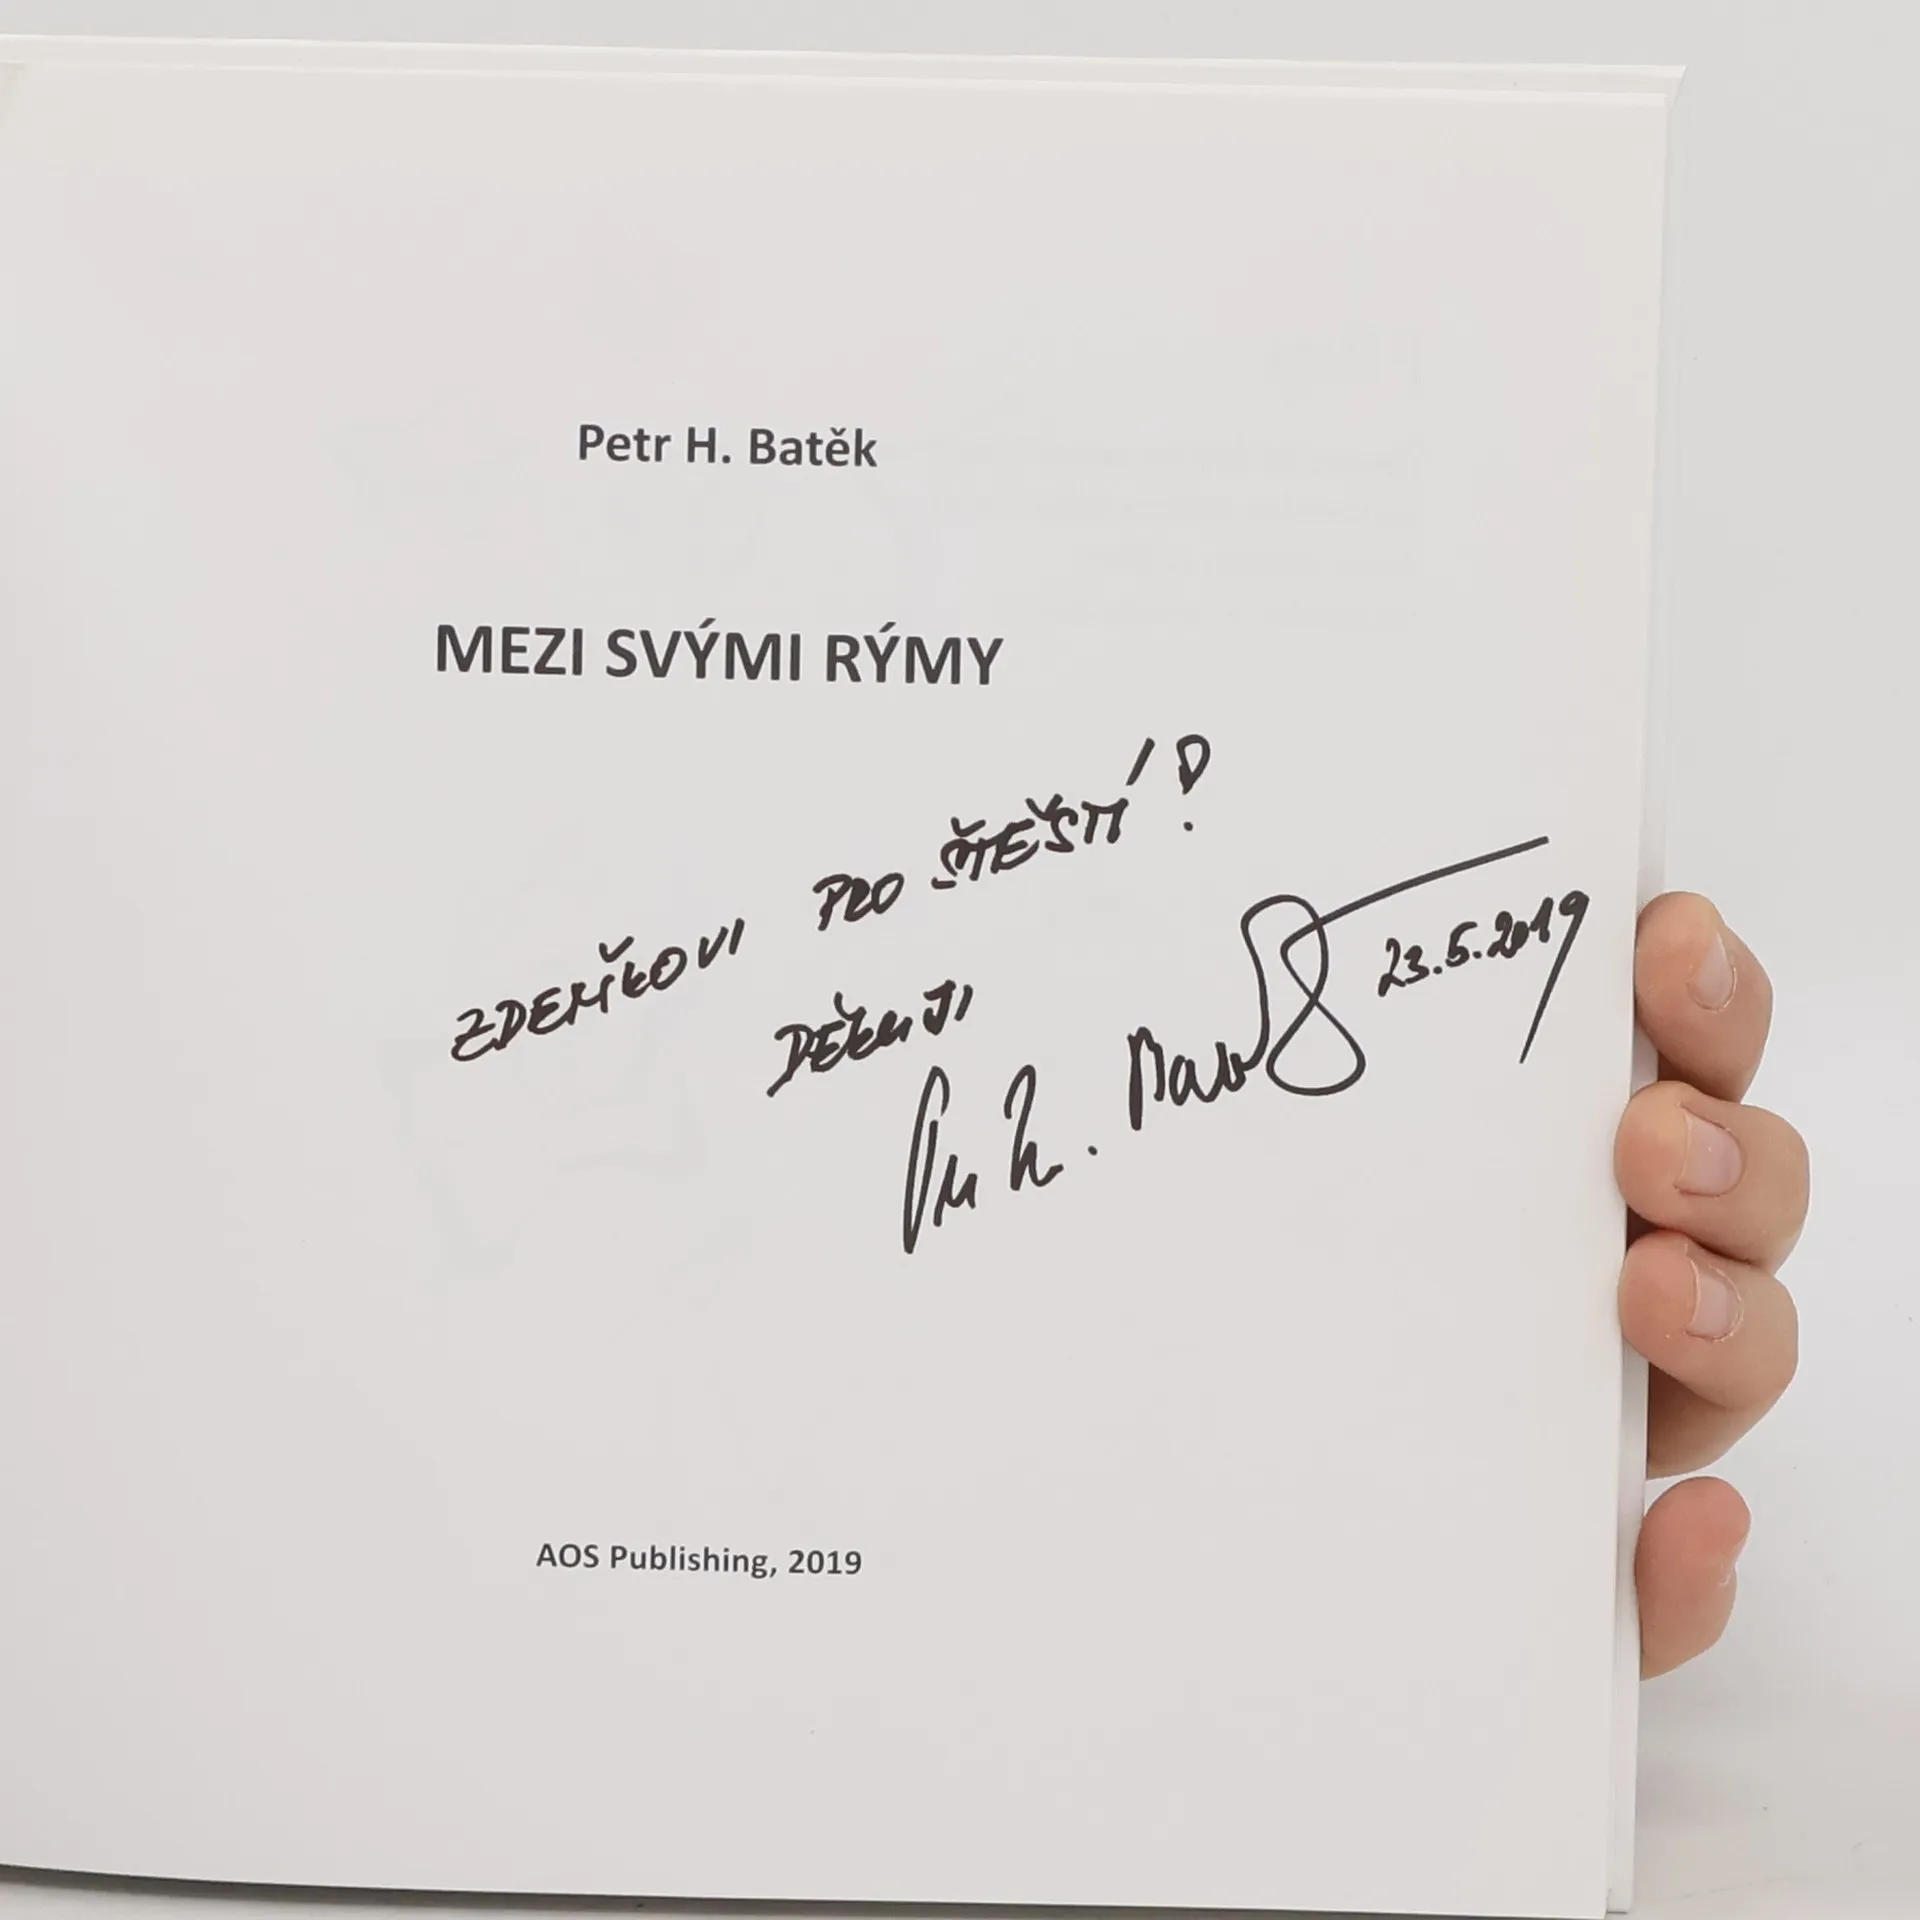 Petr H. Batěk
MEZI SVÝMI RÝMY
ZDEŇKOVI PRO ŠTĚSTÍ!
DĚKUJI
23.5.2019
AOS Publishing, 2019